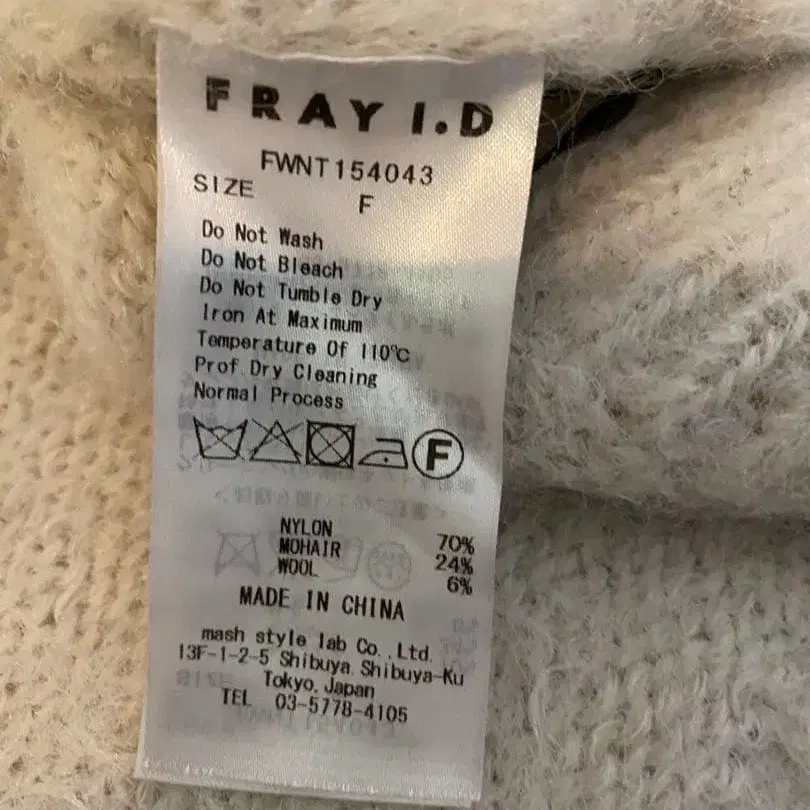 FRAY I.D
FWNT154043
SIZE F
Do Not Wash
Do Not Bleach
Do Not Tumble Dry
Iron At Maximum
Temperature Of 110℃
Prof.Dry Cleaning
Normal Process
F
NYLON 70%
MOHAIR 24%
WOOL 6%
MADE IN CHINA
mash style lab Co.,Ltd.
13F-1-2-5 Shibuya Shibuya-Ku
Tokyo,Japan
TEL 03-5778-4105